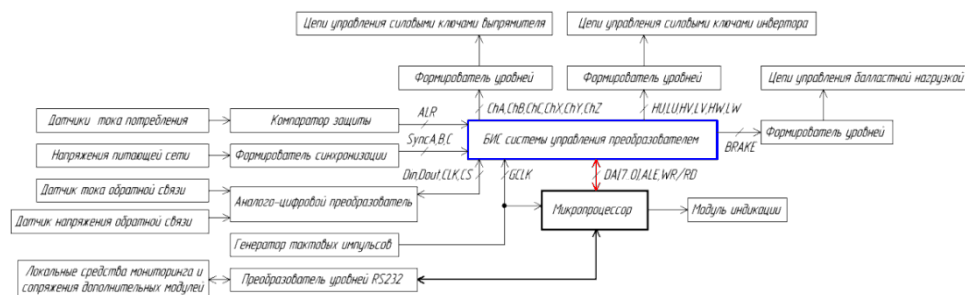 Цепи управления силовыми ключами выпрямителя
Цепи управления силовыми ключами инвертора
Формирователь уровней
Формирователь уровней
Цепи управления балластной нагрузкой
ChA,ChB,ChC,ChX,ChY,ChZ
HU,LU,HV,LV,HW,LW
Датчики тока потребления
Компаратор защиты
ALR
БИС системы управления преобразователем
BRAKE
Формирователь уровней
Напряжения питающей сети
Формирователь синхронизации
SyncA,B,C
Din,Dout,CLK,CS
GCLK
DA[7..0],ALE,WR/RD
Датчик тока обратной связи
Аналого-цифровой преобразователь
Датчик напряжения обратной связи
Микропроцессор
Модуль индикации
Генератор тактовых импульсов
Локальные средства мониторинга и
сопряжения дополнительных модулей
Преобразователь уровней RS232